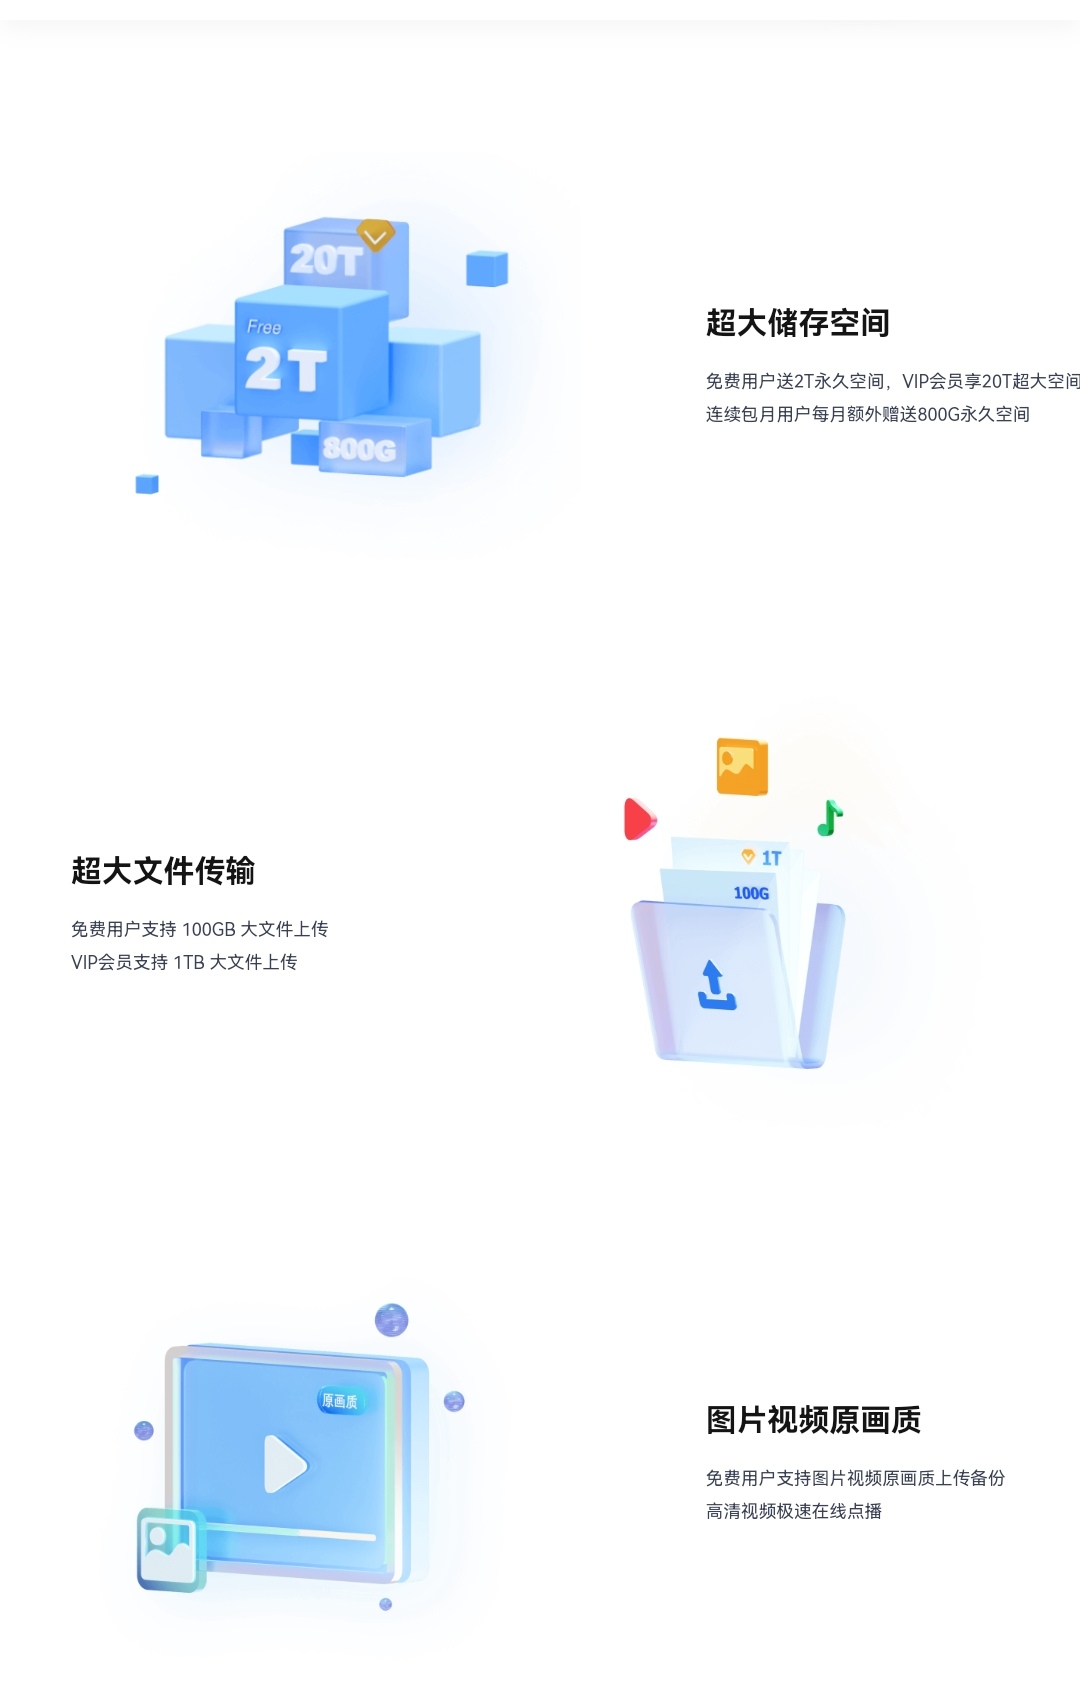 20T
Free
2T
800G
超大储存空间
免费用户送2T永久空间，VIP会员享20T超大空间
连续包月用户每月额外赠送800G永久空间
超大文件传输
免费用户支持 100GB 大文件上传
VIP会员支持 1TB 大文件上传
1T
100G
原画质
图片视频原画质
免费用户支持图片视频原画质上传备份
高清视频极速在线点播